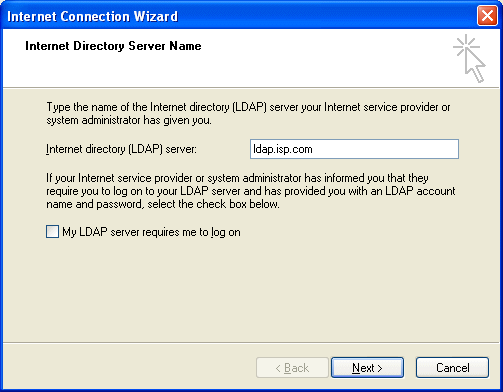 Internet Connection Wizard
Internet Directory Server Name
Type the name of the Internet directory (LDAP) server your Internet service provider or
system administrator has given you.
Internet directory (LDAP) server: ldap.isp.com
If your Internet service provider or system administrator has informed you that they
require you to log on to your LDAP server and has provided you with an LDAP account
name and password, select the check box below.
My LDAP server requires me to log on
< Back Next > Cancel